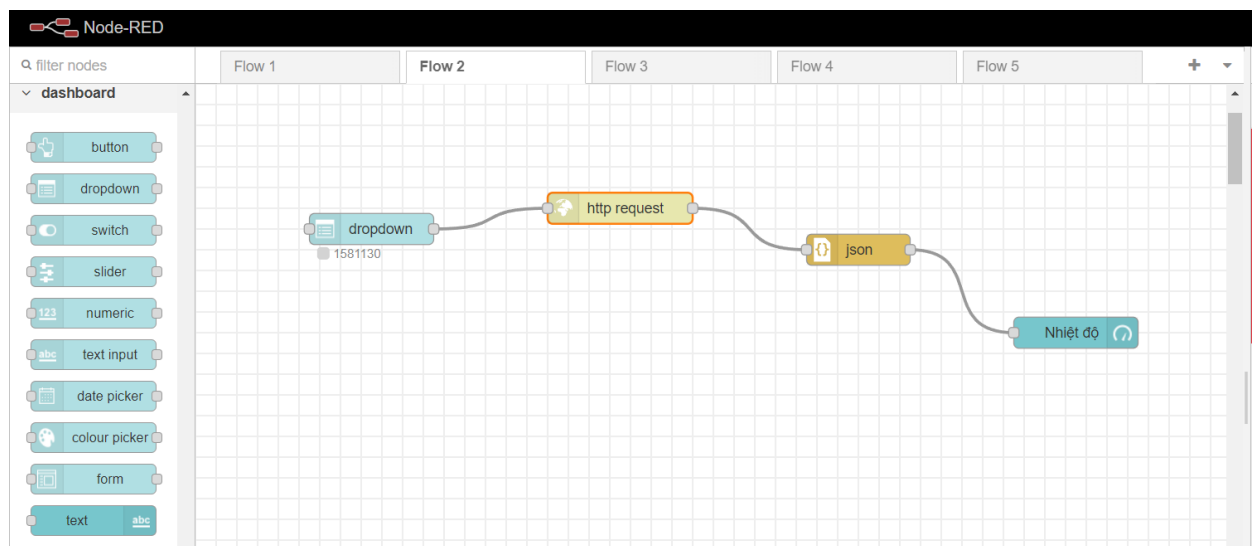 Node-RED
filter nodes
Flow 1
Flow 2
Flow 3
Flow 4
Flow 5
dashboard
button
dropdown
switch
slider
123 numeric
abc text input
date picker
colour picker
form
text abc
dropdown
1581130
http request
{} json
Nhiệt độ